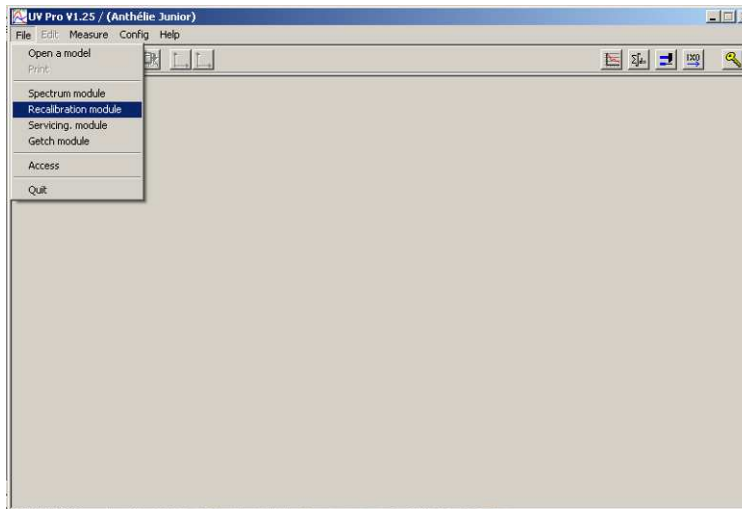 UV Pro V1.25 / (Anthélie Junior)
File Edit Measure Config Help
Open a model
Print
Spectrum module
Recalibration module
Servicing. module
Getch module
Access
Quit